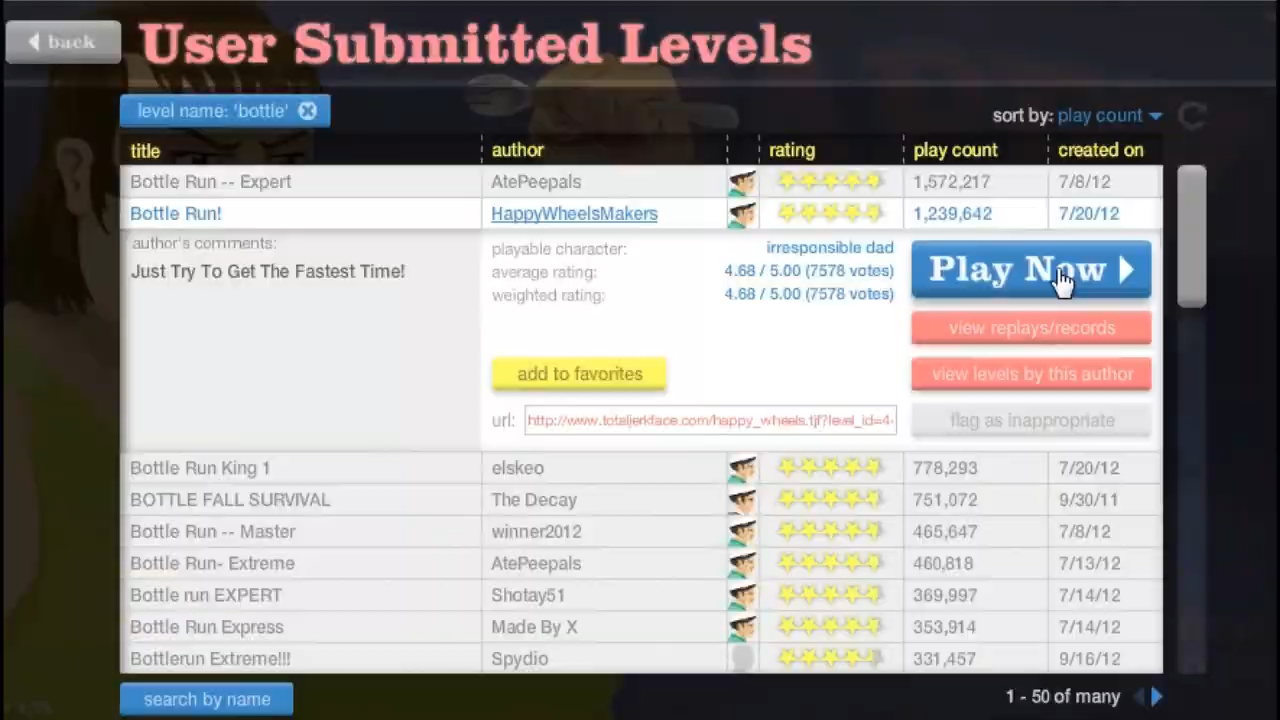 back
User Submitted Levels
level name: 'bottle'
sort by: play count
title author rating play count created on
Bottle Run -- Expert AtePeepals 1,572,217 7/8/12
Bottle Run! HappyWheelsMakers 1,239,642 7/20/12
author's comments:
Just Try To Get The Fastest Time!
playable character: irresponsible dad
average rating: 4.68 / 5.00 (7578 votes)
weighted rating: 4.68 / 5.00 (7578 votes)
add to favorites
url: http://www.totaljerkface.com/happy_wheels.tjf?level_id=4
Play Now
view replays/records
view levels by this author
flag as inappropriate
Bottle Run King 1 elskeo 778,293 7/20/12
BOTTLE FALL SURVIVAL The Decay 751,072 9/30/11
Bottle Run -- Master winner2012 465,647 7/8/12
Bottle Run- Extreme AtePeepals 460,818 7/13/12
Bottle run EXPERT Shotay51 369,997 7/14/12
Bottle Run Express Made By X 353,914 7/14/12
Bottlerun Extreme!!! Spydio 331,457 9/16/12
search by name
1 - 50 of many